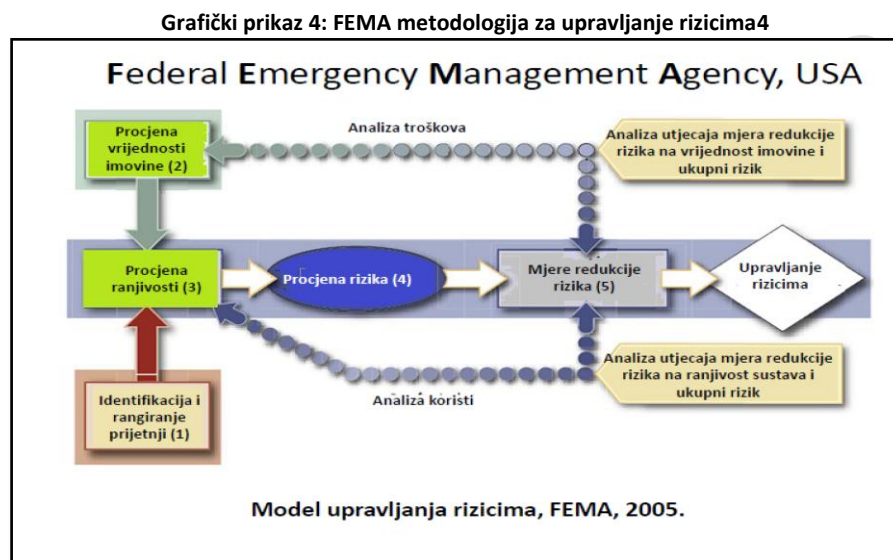 Grafički prikaz 4: FEMA metodologija za upravljanje rizicima4
Federal Emergency Management Agency, USA
Procjena
vrijednosti
imovine (2)
Analiza troškova
Analiza utjecaja mjera redukcije
rizika na vrijednost imovine i
ukupni rizik
Procjena
ranjivosti (3)
Procjena rizika (4)
Mjere redukcije
rizika (5)
Upravljanje
rizicima
Identifikacija i
rangiranje
prijetnji (1)
Analiza koristi
Analiza utjecaja mjera redukcije
rizika na ranjivost sustava i
ukupni rizik
Model upravljanja rizicima, FEMA, 2005.